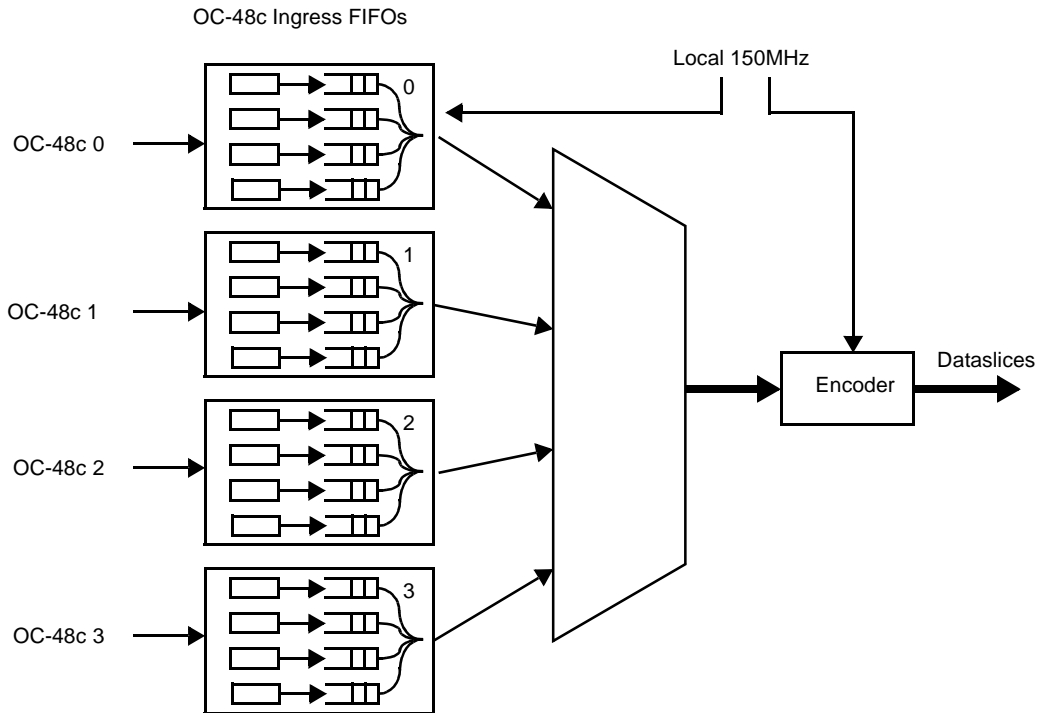 OC-48c Ingress FIFOs
Local 150MHz
0
OC-48c 0
1
OC-48c 1
Dataslices
Encoder
2
OC-48c 2
3
OC-48c 3